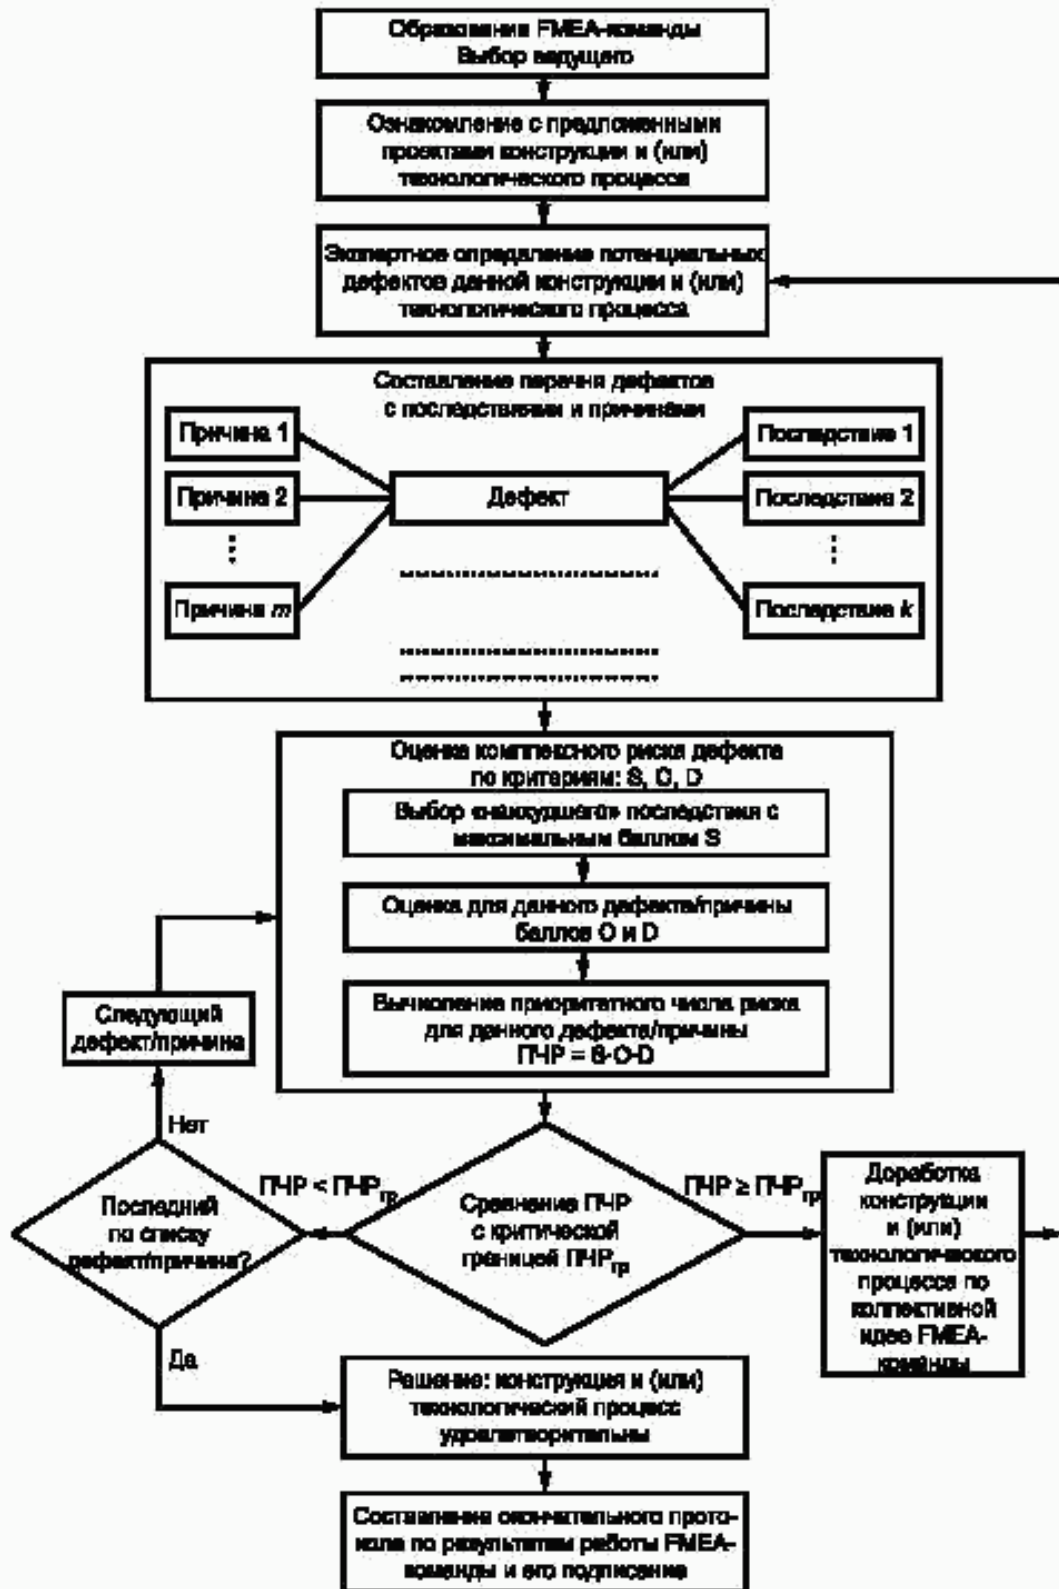 Образование FMEA-команды
Выбор ведущего
Ознакомление с предложенными
проектами конструкции и (или)
технологического процесса
Экспертное определение потенциальных
дефектов данной конструкции и (или)
технологического процесса
Составление перечня дефектов
с последствиями и причинами
Причина 1
Последствие 1
Причина 2
Дефект
Последствие 2
Причина m
Последствие k
Оценка комплексного риска дефекта
по критериям: S, O, D
Выбор «наихудшего» последствия с
максимальным баллом S
Оценка для данного дефекта/причины
баллов O и D
Вычисление приоритетного числа риска
для данного дефекта/причины
ПЧР = S·O·D
Следующий
дефект/причина
Нет
Последний
по списку
дефект/причина?
Да
ПЧР < ПЧРгр
Сравнение ПЧР
с критической
границей ПЧРгр
ПЧР ≥ ПЧРгр
Доработка
конструкции
и (или)
технологического
процесса по
коллективной
идее FMEA-
команды
Решение: конструкция и (или)
технологический процесс
удовлетворительны
Составление окончательного прото-
кола по результатам работы FMEA-
команды и его подписание